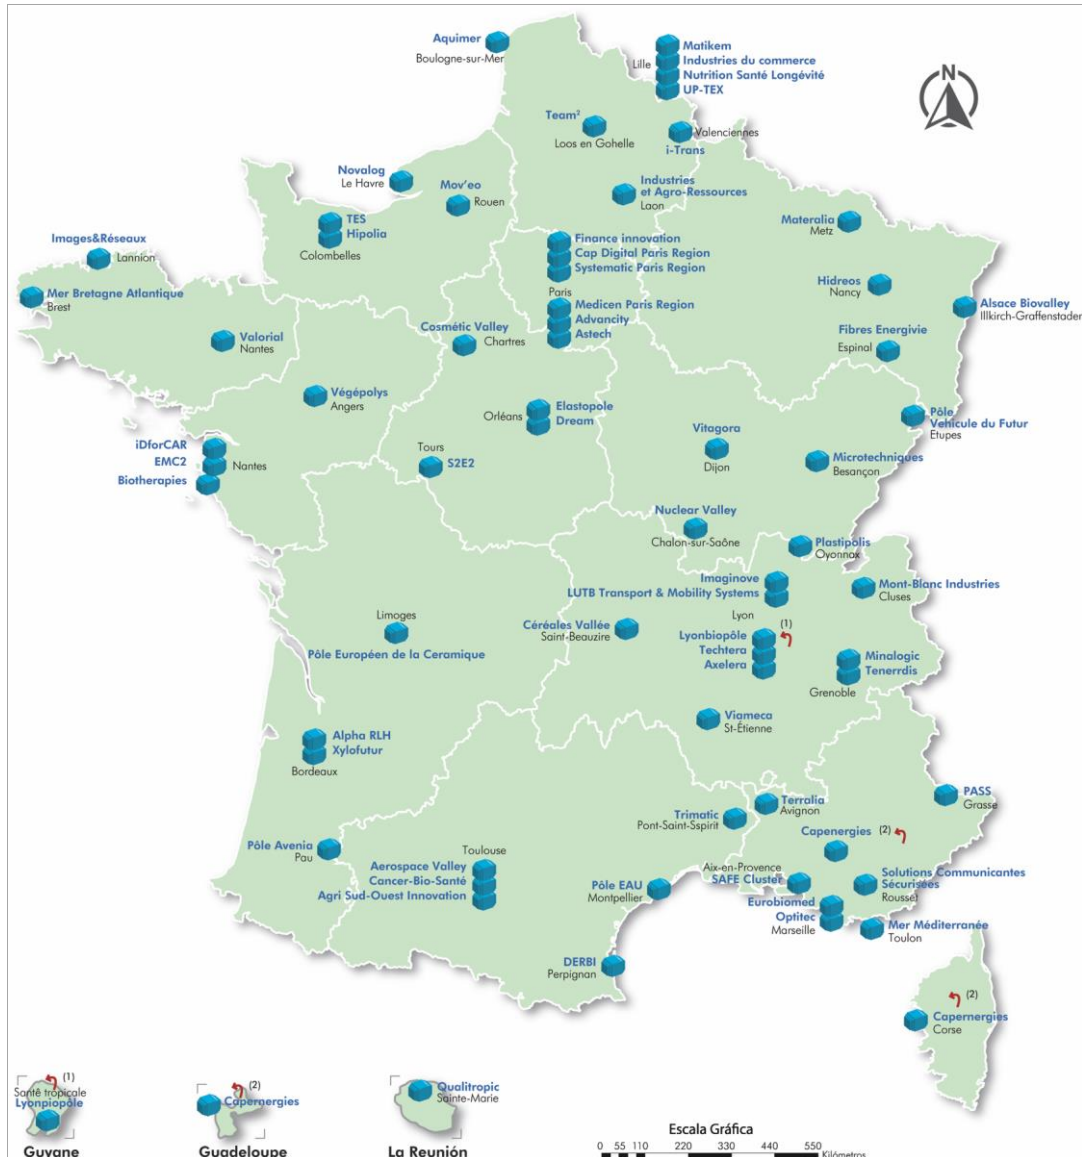 Aquimer
Boulogne-sur-Mer
Matikem
Lille
Industries du commerce
Nutrition Santé Longévité
UP-TEX
N
Team²
Loos en Gohelle
Valenciennes
i-Trans
Novalog
Le Havre
Mov'eo
Rouen
Industries
et Agro-Ressources
Laon
TES
Hipolia
Colombelles
Materalia
Metz
Images&Réseaux
Lannion
Finance innovation
Cap Digital Paris Region
Systematic Paris Region
Paris
Medicen Paris Region
Advancity
Astech
Hidreos
Nancy
Mer Bretagne Atlantique
Brest
Alsace Biovalley
Illkirch-Graffenstaden
Valorial
Nantes
Cosmétic Valley
Chartres
Fibres Energivie
Espinal
Végépolys
Angers
Orléans
Elastopole
Dream
Pôle
Vehicule du Futur
Etupes
iDforCAR
EMC2
Nantes
Biotherapies
Tours
S2E2
Vitagora
Dijon
Microtechniques
Besançon
Nuclear Valley
Chalon-sur-Saône
Plastipolis
Oyonnox
Imaginove
LUTB Transport & Mobility Systems
Lyon
Mont-Blanc Industries
Cluses
Limoges
Pôle Européen de la Ceramique
Céréales Vallée
Saint-Beauzire
Lyonbiopôle
(1)
Techtera
Axelera
Minalogic
Tenerrdis
Grenoble
Viameca
St-Étienne
Alpha RLH
Xylofutur
Bordeaux
PASS
Grasse
Terralia
Avignon
Trimatic
Pont-Saint-Sspirit
Capenergies
(2)
Pôle Avenia
Pau
Toulouse
Aerospace Valley
Cancer-Bio-Santé
Agri Sud-Ouest Innovation
Aix-en-Provence
SAFE Cluster
Solutions Communicantes
Sécurisées
Rousset
Pôle EAU
Montpellier
Eurobiomed
Optitec
Marseille
Mer Méditerranée
Toulon
DERBI
Perpignan
(2)
Capernergies
Corse
(1)
Santê tropicale
Lyonpiopôle
Guyane
(2)
Capernergies
Guadeloupe
Qualitropic
Sainte-Marie
La Reunión
Escala Gráfica
0 55 110 220 330 440 550
Kilómetros